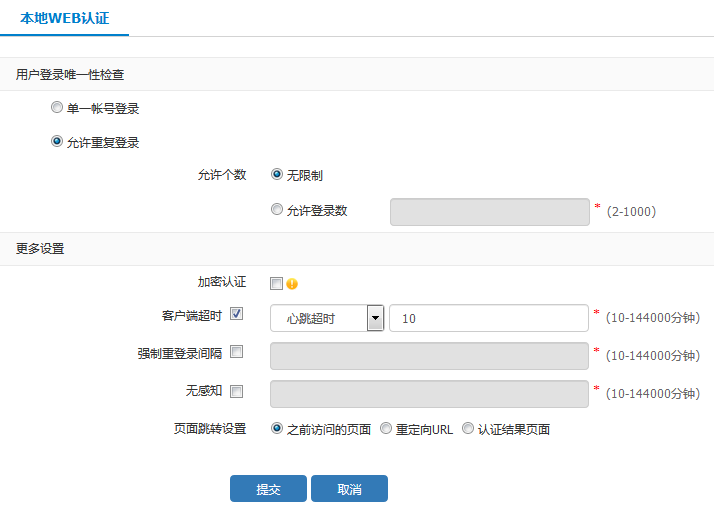 本地WEB认证
用户登录唯一性检查
单一帐号登录
允许重复登录
允许个数 无限制
允许登录数 * (2-1000)
更多设置
加密认证
客户端超时 心跳超时 10 * (10-144000分钟)
强制重登录间隔 * (10-144000分钟)
无感知 * (10-144000分钟)
页面跳转设置 之前访问的页面 重定向URL 认证结果页面
提交 取消